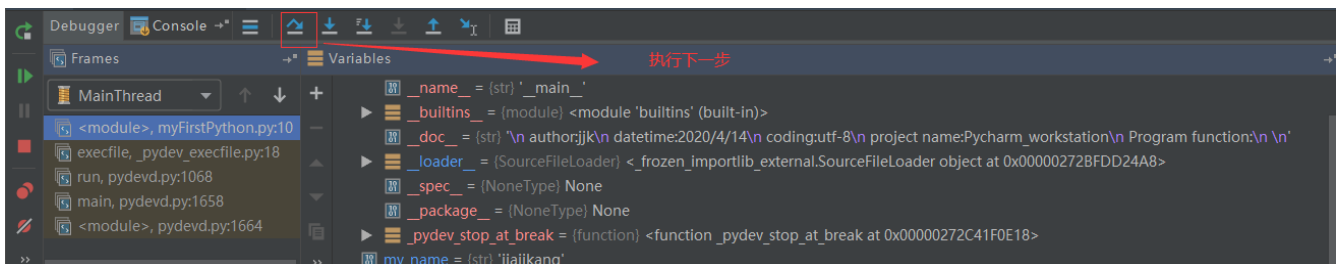 Debugger Console
Frames
Variables
执行下一步
MainThread
<module>, myFirstPython.py:10
execfile, _pydev_execfile.py:18
run, pydevd.py:1068
main, pydevd.py:1658
<module>, pydevd.py:1664
__name__ = {str} '__main__'
__builtins__ = {module} <module 'builtins' (built-in)>
__doc__ = {str} '\n author:jjk\n datetime:2020/4/14\n coding:utf-8\n project name:Pycharm_workstation\n Program function:\n \n'
__loader__ = {SourceFileLoader} <_frozen_importlib_external.SourceFileLoader object at 0x00000272BFDD24A8>
__spec__ = {NoneType} None
__package__ = {NoneType} None
_pydev_stop_at_break = {function} <function _pydev_stop_at_break at 0x00000272C41F0E18>
my_name = {str} 'jiajikang'